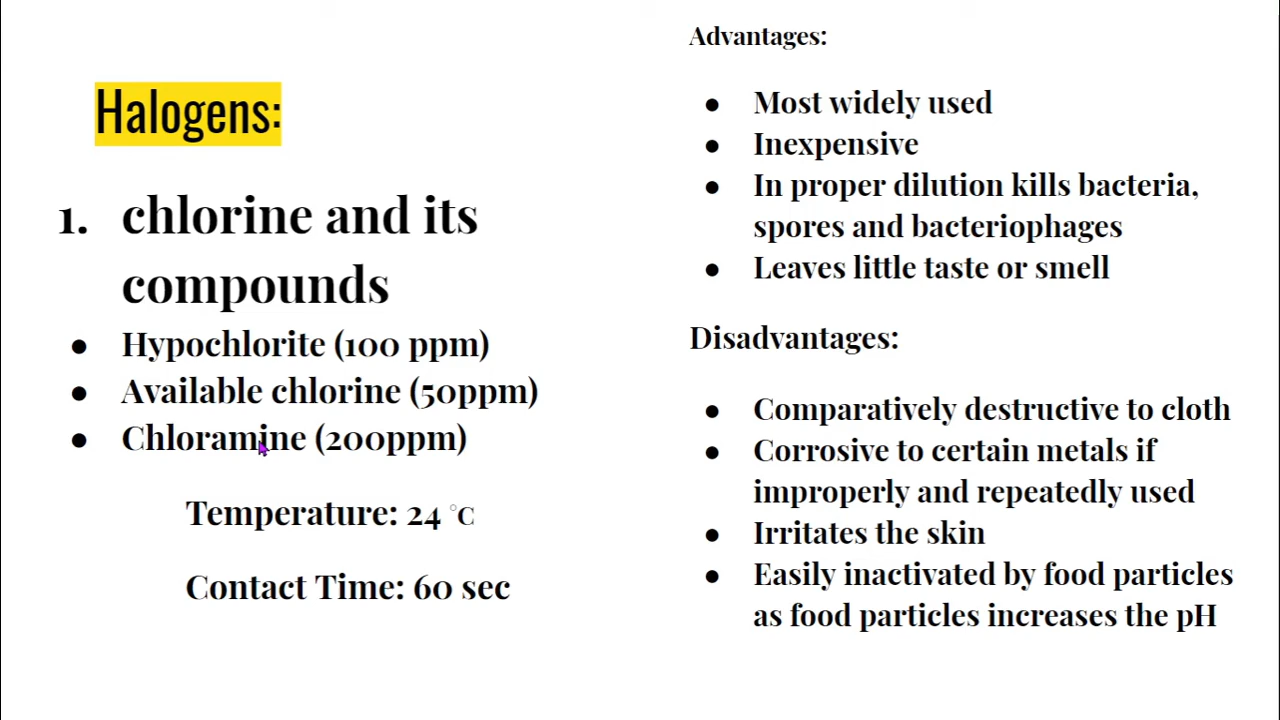 Halogens:
1. chlorine and its
compounds
● Hypochlorite (100 ppm)
● Available chlorine (50ppm)
● Chloramine (200ppm)
Temperature: 24 °C
Contact Time: 60 sec
Advantages:
● Most widely used
● Inexpensive
● In proper dilution kills bacteria,
spores and bacteriophages
● Leaves little taste or smell
Disadvantages:
● Comparatively destructive to cloth
● Corrosive to certain metals if
improperly and repeatedly used
● Irritates the skin
● Easily inactivated by food particles
as food particles increases the pH